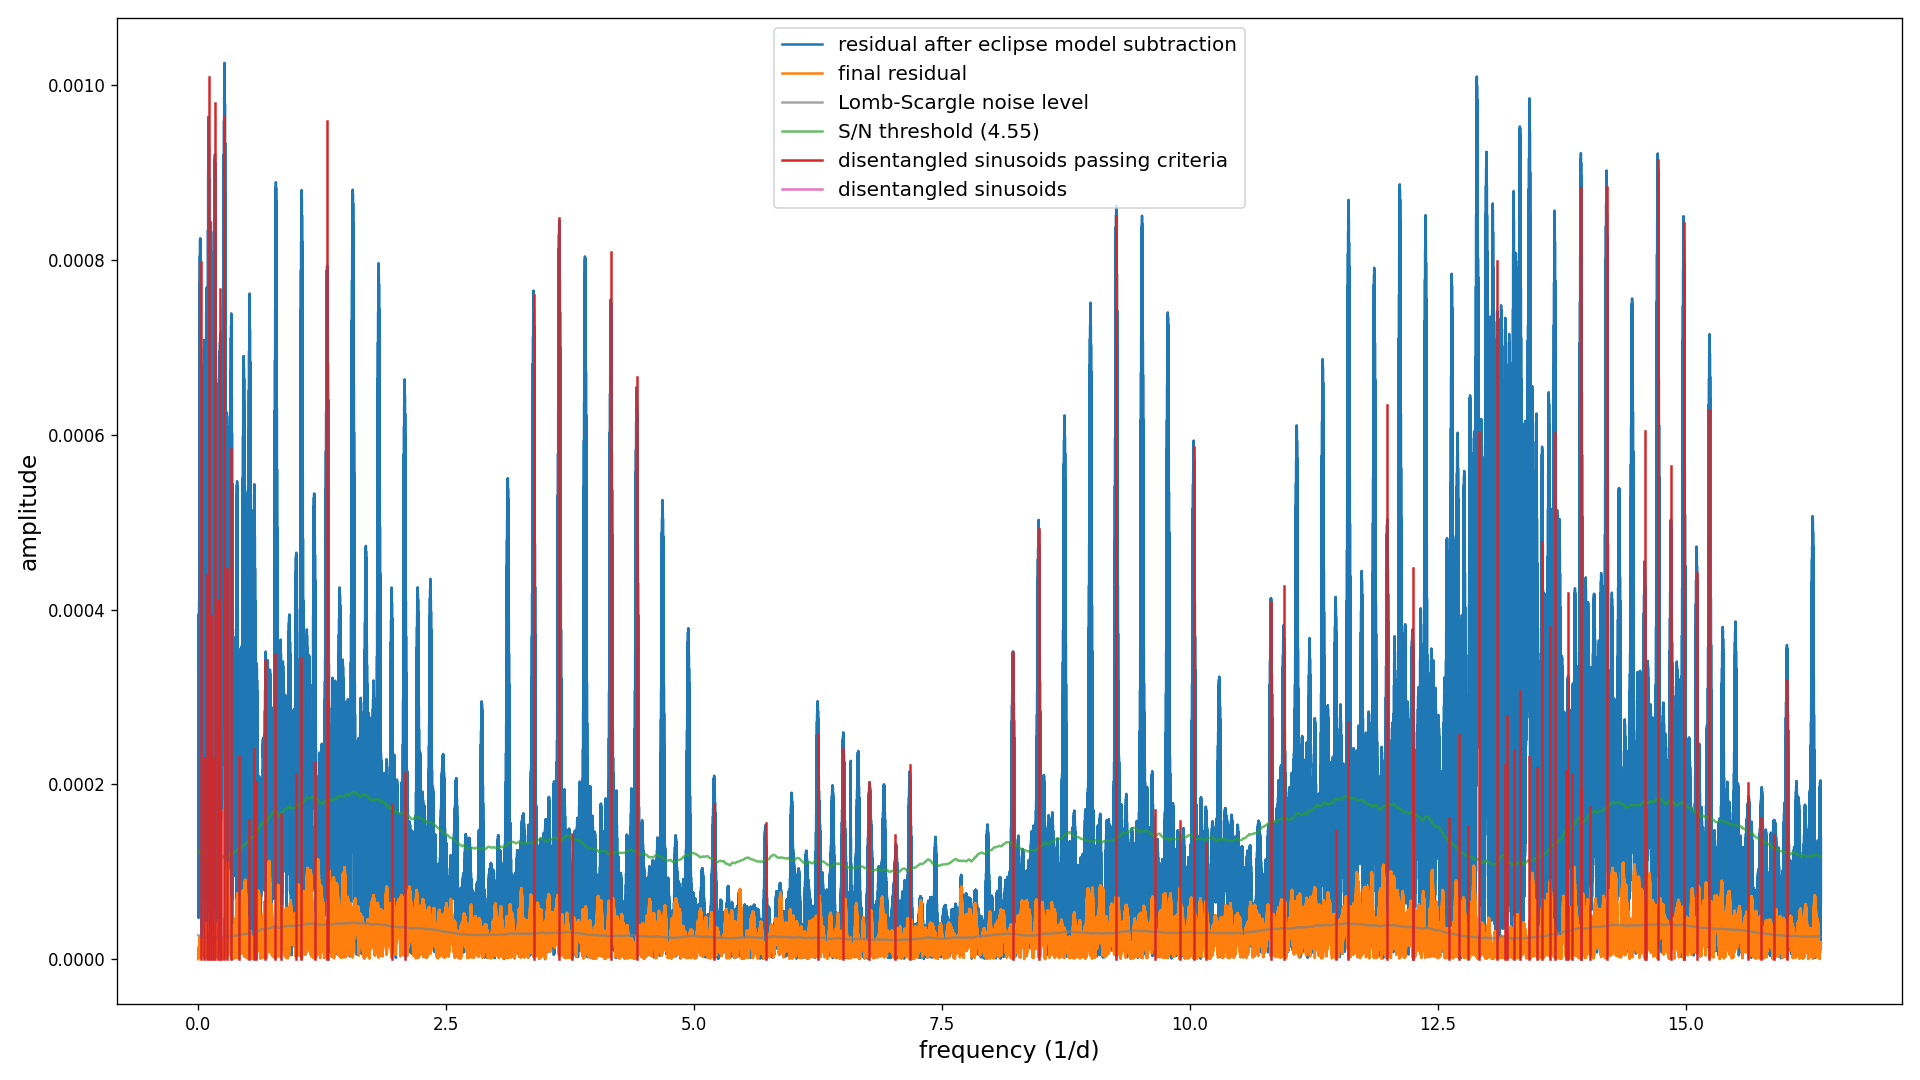 residual after eclipse model subtraction
final residual
Lomb-Scargle noise level
S/N threshold (4.55)
disentangled sinusoids passing criteria
disentangled sinusoids
amplitude
0.0010
0.0008
0.0006
0.0004
0.0002
0.0000
0.0 2.5 5.0 7.5 10.0 12.5 15.0
frequency (1/d)